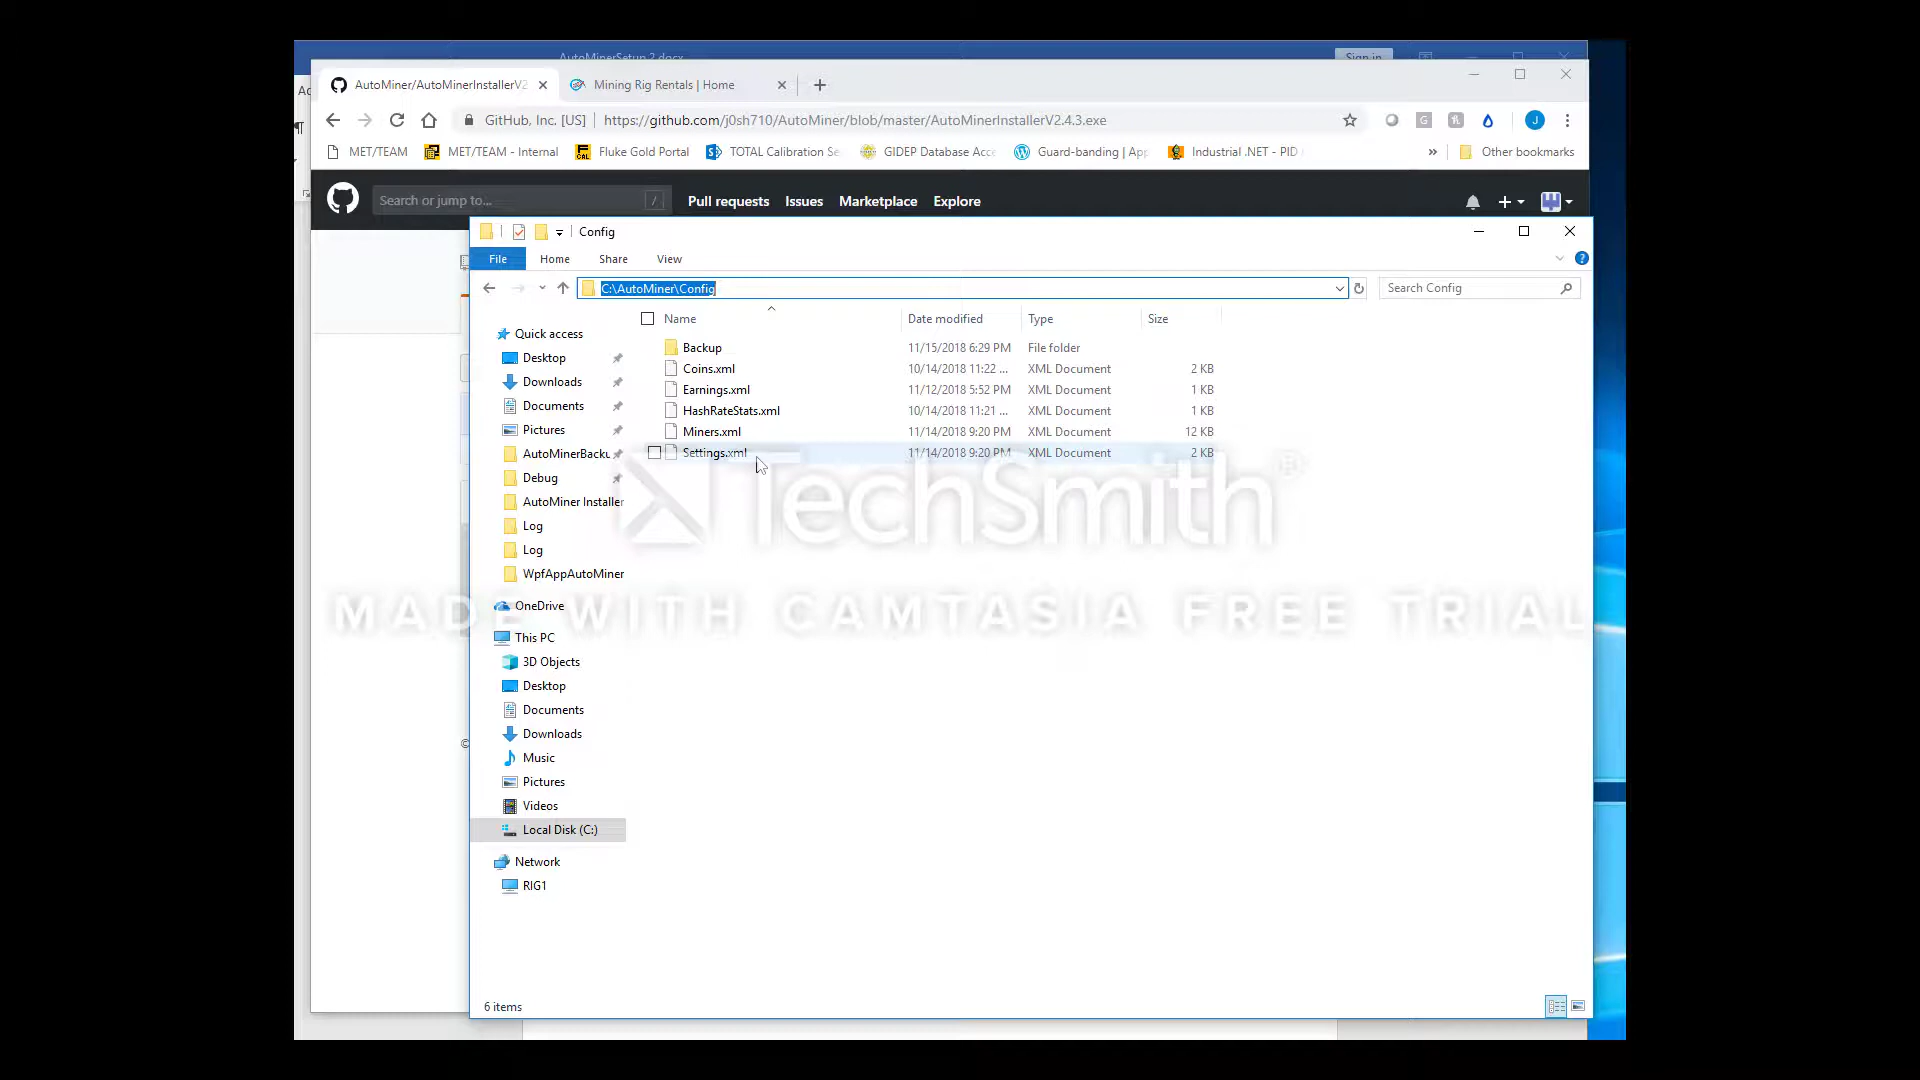 AutoMinerSetup 2.docx
Sign in
AutoMiner/AutoMinerInstallerV2
Mining Rig Rentals | Home
GitHub, Inc. [US] | https://github.com/j0sh710/AutoMiner/blob/master/AutoMinerInstallerV2.4.3.exe
J
MET/TEAM
MET/TEAM - Internal
Fluke Gold Portal
TOTAL Calibration Se
GIDEP Database Acc
Guard-banding | App
Industrial .NET - PID
» Other bookmarks
Search or jump to...
/
Pull requests
Issues
Marketplace
Explore
Config
File
Home
Share
View
C:\AutoMiner\Config
Search Config
Name
Date modified
Type
Size
Backup 11/15/2018 6:29 PM File folder
Coins.xml 10/14/2018 11:22 ... XML Document 2 KB
Earnings.xml 11/12/2018 5:52 PM XML Document 1 KB
HashRateStats.xml 10/14/2018 11:21 ... XML Document 1 KB
Miners.xml 11/14/2018 9:20 PM XML Document 12 KB
Settings.xml 11/14/2018 9:20 PM XML Document 2 KB
Quick access
Desktop
Downloads
Documents
Pictures
AutoMinerBacku
Debug
AutoMiner Installer
Log
Log
WpfAppAutoMiner
OneDrive
This PC
3D Objects
Desktop
Documents
Downloads
Music
Pictures
Videos
Local Disk (C:)
Network
RIG1
TechSmith®
MADE WITH CAMTASIA FREE TRIAL
6 items